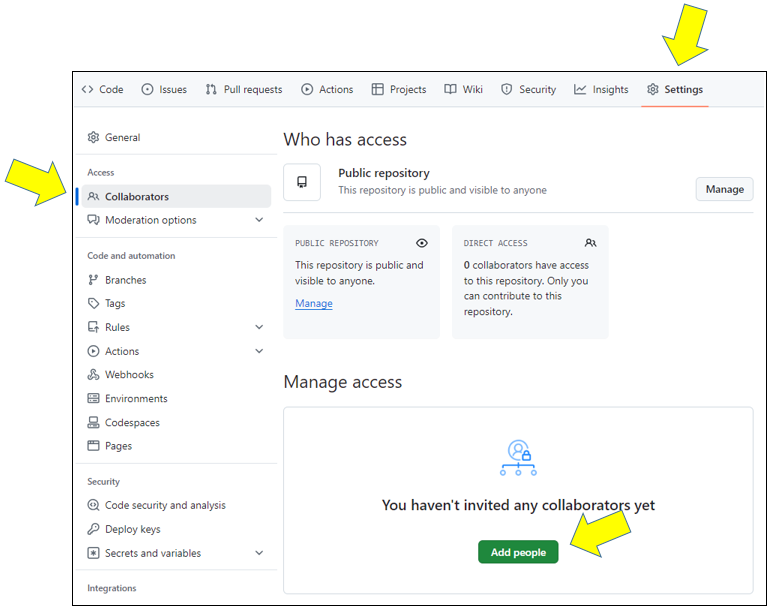 Code Issues Pull requests Actions Projects Wiki Security Insights Settings
General
Access
Collaborators
Moderation options
Code and automation
Branches
Tags
Rules
Actions
Webhooks
Environments
Codespaces
Pages
Security
Code security and analysis
Deploy keys
Secrets and variables
Integrations
Who has access
Public repository
This repository is public and visible to anyone
Manage
PUBLIC REPOSITORY
This repository is public and
visible to anyone.
Manage
DIRECT ACCESS
0 collaborators have access
to this repository. Only you
can contribute to this
repository.
Manage access
You haven't invited any collaborators yet
Add people